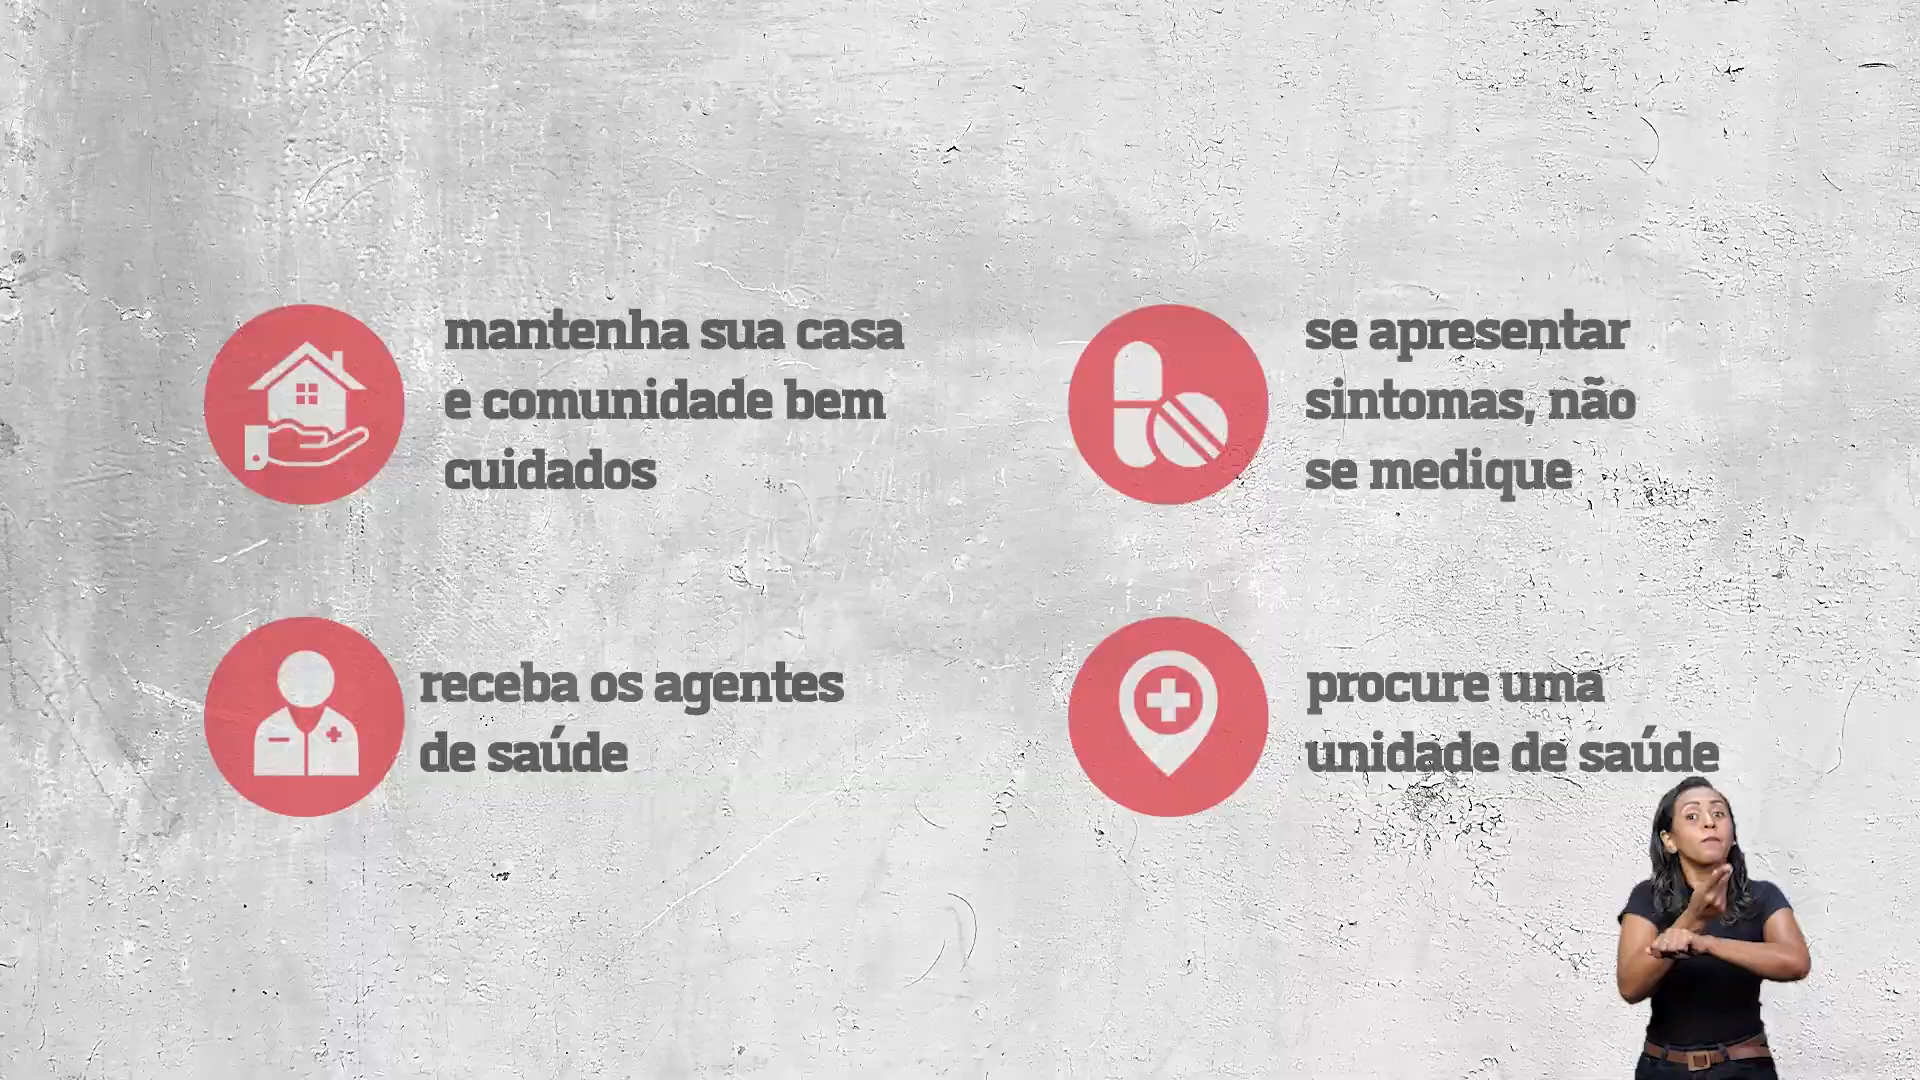 mantenha sua casa
e comunidade bem
cuidados
se apresentar
sintomas, não
se medique
receba os agentes
de saúde
procure uma
unidade de saúde